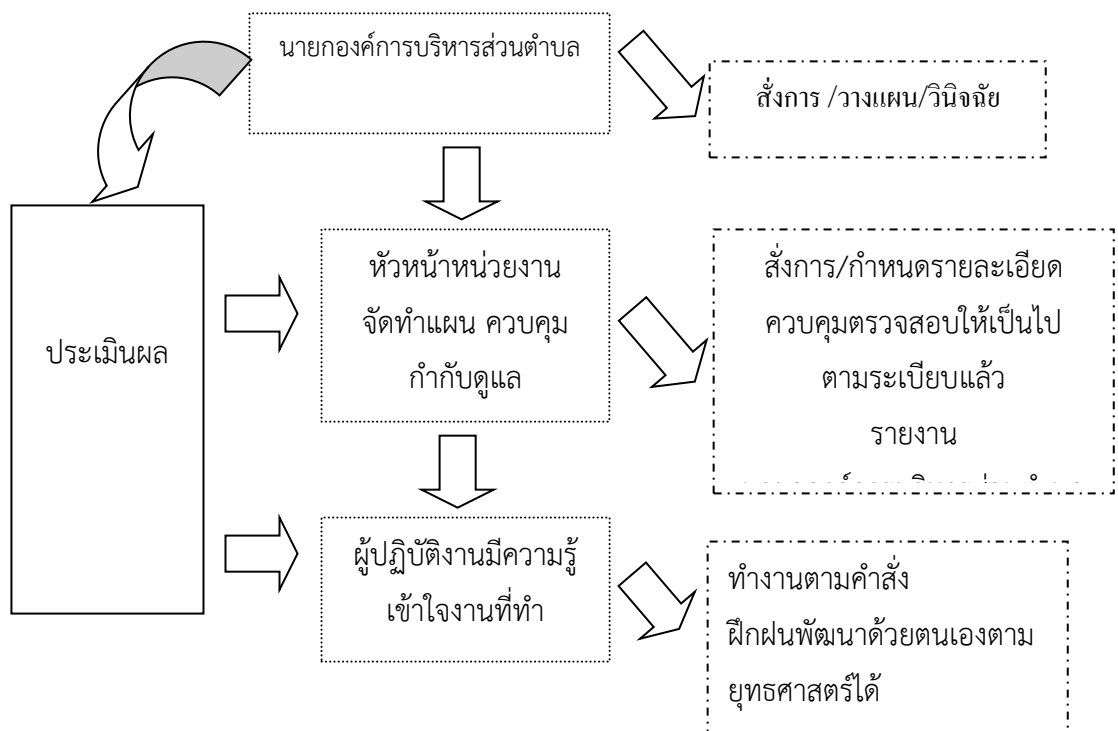 นายกองค์การบริหารส่วนตำบล
สั่งการ /วางแผน/วินิจฉัย
ประเมินผล
หัวหน้าหน่วยงาน
จัดทำแผน ควบคุม
กำกับดูแล
สั่งการ/กำหนดรายละเอียด
ควบคุมตรวจสอบให้เป็นไป
ตามระเบียบแล้ว
รายงาน
ผู้ปฏิบัติงานมีความรู้
เข้าใจงานที่ทำ
ทำงานตามคำสั่ง
ฝึกฝนพัฒนาด้วยตนเองตาม
ยุทธศาสตร์ได้